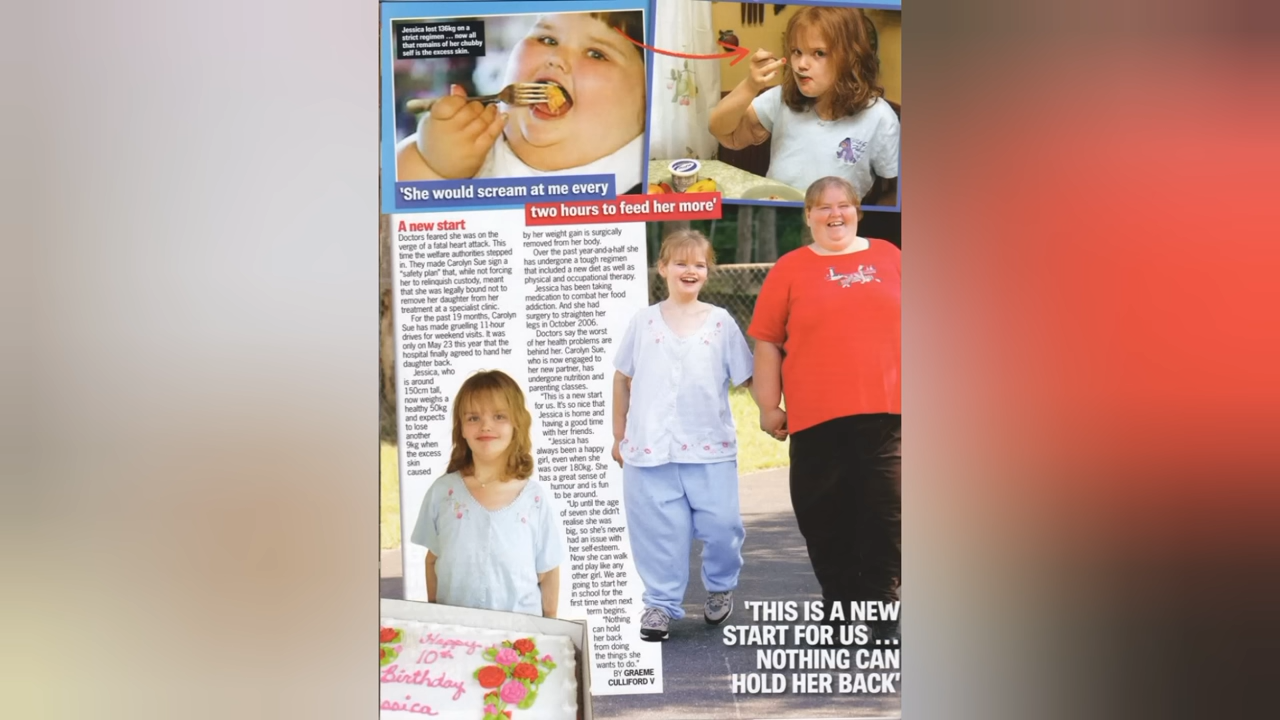 Jessica lost 136kg on a
strict regimen ... now all
that remains of her chubby
self is the excess skin.
'She would scream at me every
two hours to feed her more'
A new start
Doctors feared she was on the
verge of a fatal heart attack. This
time the welfare authorities stepped
in. They made Carolyn Sue sign a
"safety plan" that, while not forcing
her to relinquish custody, meant
that she was legally bound not to
remove her daughter from her
treatment at a specialist clinic.
For the past 19 months, Carolyn
Sue has made gruelling 11-hour
drives for weekend visits. It was
only on May 23 this year that the
hospital finally agreed to hand her
daughter back.
Jessica, who
is around
150cm tall,
now weighs a
healthy 50kg
and expects
to lose
another
9kg when
the excess
skin
caused
by her weight gain is surgically
removed from her body.
Over the past year-and-a-half she
has undergone a tough regimen
that included a new diet as well as
physical and occupational therapy.
Jessica has been taking
medication to combat her food
addiction. And she had
surgery to straighten her
legs in October 2006.
Doctors say the worst
of her health problems are
behind her. Carolyn Sue,
who is now engaged to
her new partner, has
undergone nutrition and
parenting classes.
"This is a new start
for us. It's so nice that
Jessica is home and
having a good time
with her friends.
"Jessica has
always been a happy
girl, even when she
was over 180kg. She
has a great sense of
humour and is fun
to be around.
"Up until the age
of seven she didn't
realise she was
big, so she's never
had an issue with
her self-esteem.
Now she can walk
and play like any
other girl. We are
going to start her
in school for the
first time when next
term begins.
"Nothing
can hold
her back
from doing
the things she
wants to do."
BY GRAEME
CULLIFORD V
'THIS IS A NEW
START FOR US ...
NOTHING CAN
HOLD HER BACK'
Happy
10th
Birthday
ssica